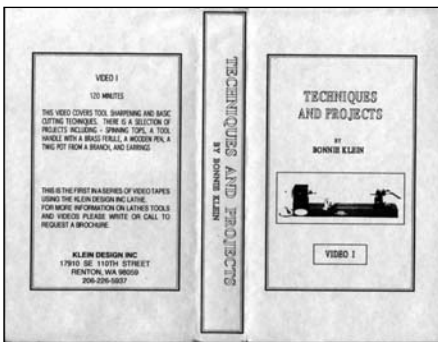 VIDEO I
120 MINUTES
THIS VIDEO COVERS TOOL SHARPENING AND BASIC
CUTTING TECHNIQUES. THERE IS A SELECTION OF
PROJECTS INCLUDING - SPINNING TOPS, A TOOL
HANDLE WITH A BRASS FERULE, A WOODEN PEN, A
TWIG POT FROM A BRANCH, AND EARRINGS
THIS IS THE FIRST IN A SERIES OF VIDEO TAPES
USING THE KLEIN DESIGN INC LATHE.
FOR MORE INFORMATION ON LATHES TOOLS
AND VIDEOS PLEASE WRITE OR CALL TO
REQUEST A BROCHURE.
KLEIN DESIGN INC
17910 SE 110TH STREET
RENTON, WA 98059
206-226-5937
TECHNIQUES AND PROJECTS
BY BONNIE KLEIN
TECHNIQUES
AND PROJECTS
BY
BONNIE KLEIN
VIDEO I